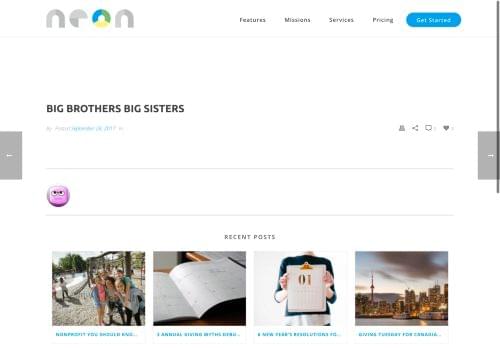 neon
Features Missions Services Pricing Get Started
BIG BROTHERS BIG SISTERS
By Posted September 28, 2017 In
0 0
RECENT POSTS
01
NONPROFIT YOU SHOULD KNO...
3 ANNUAL GIVING MYTHS DEBU...
6 NEW YEAR'S RESOLUTIONS FO...
GIVING TUESDAY FOR CANADIA...